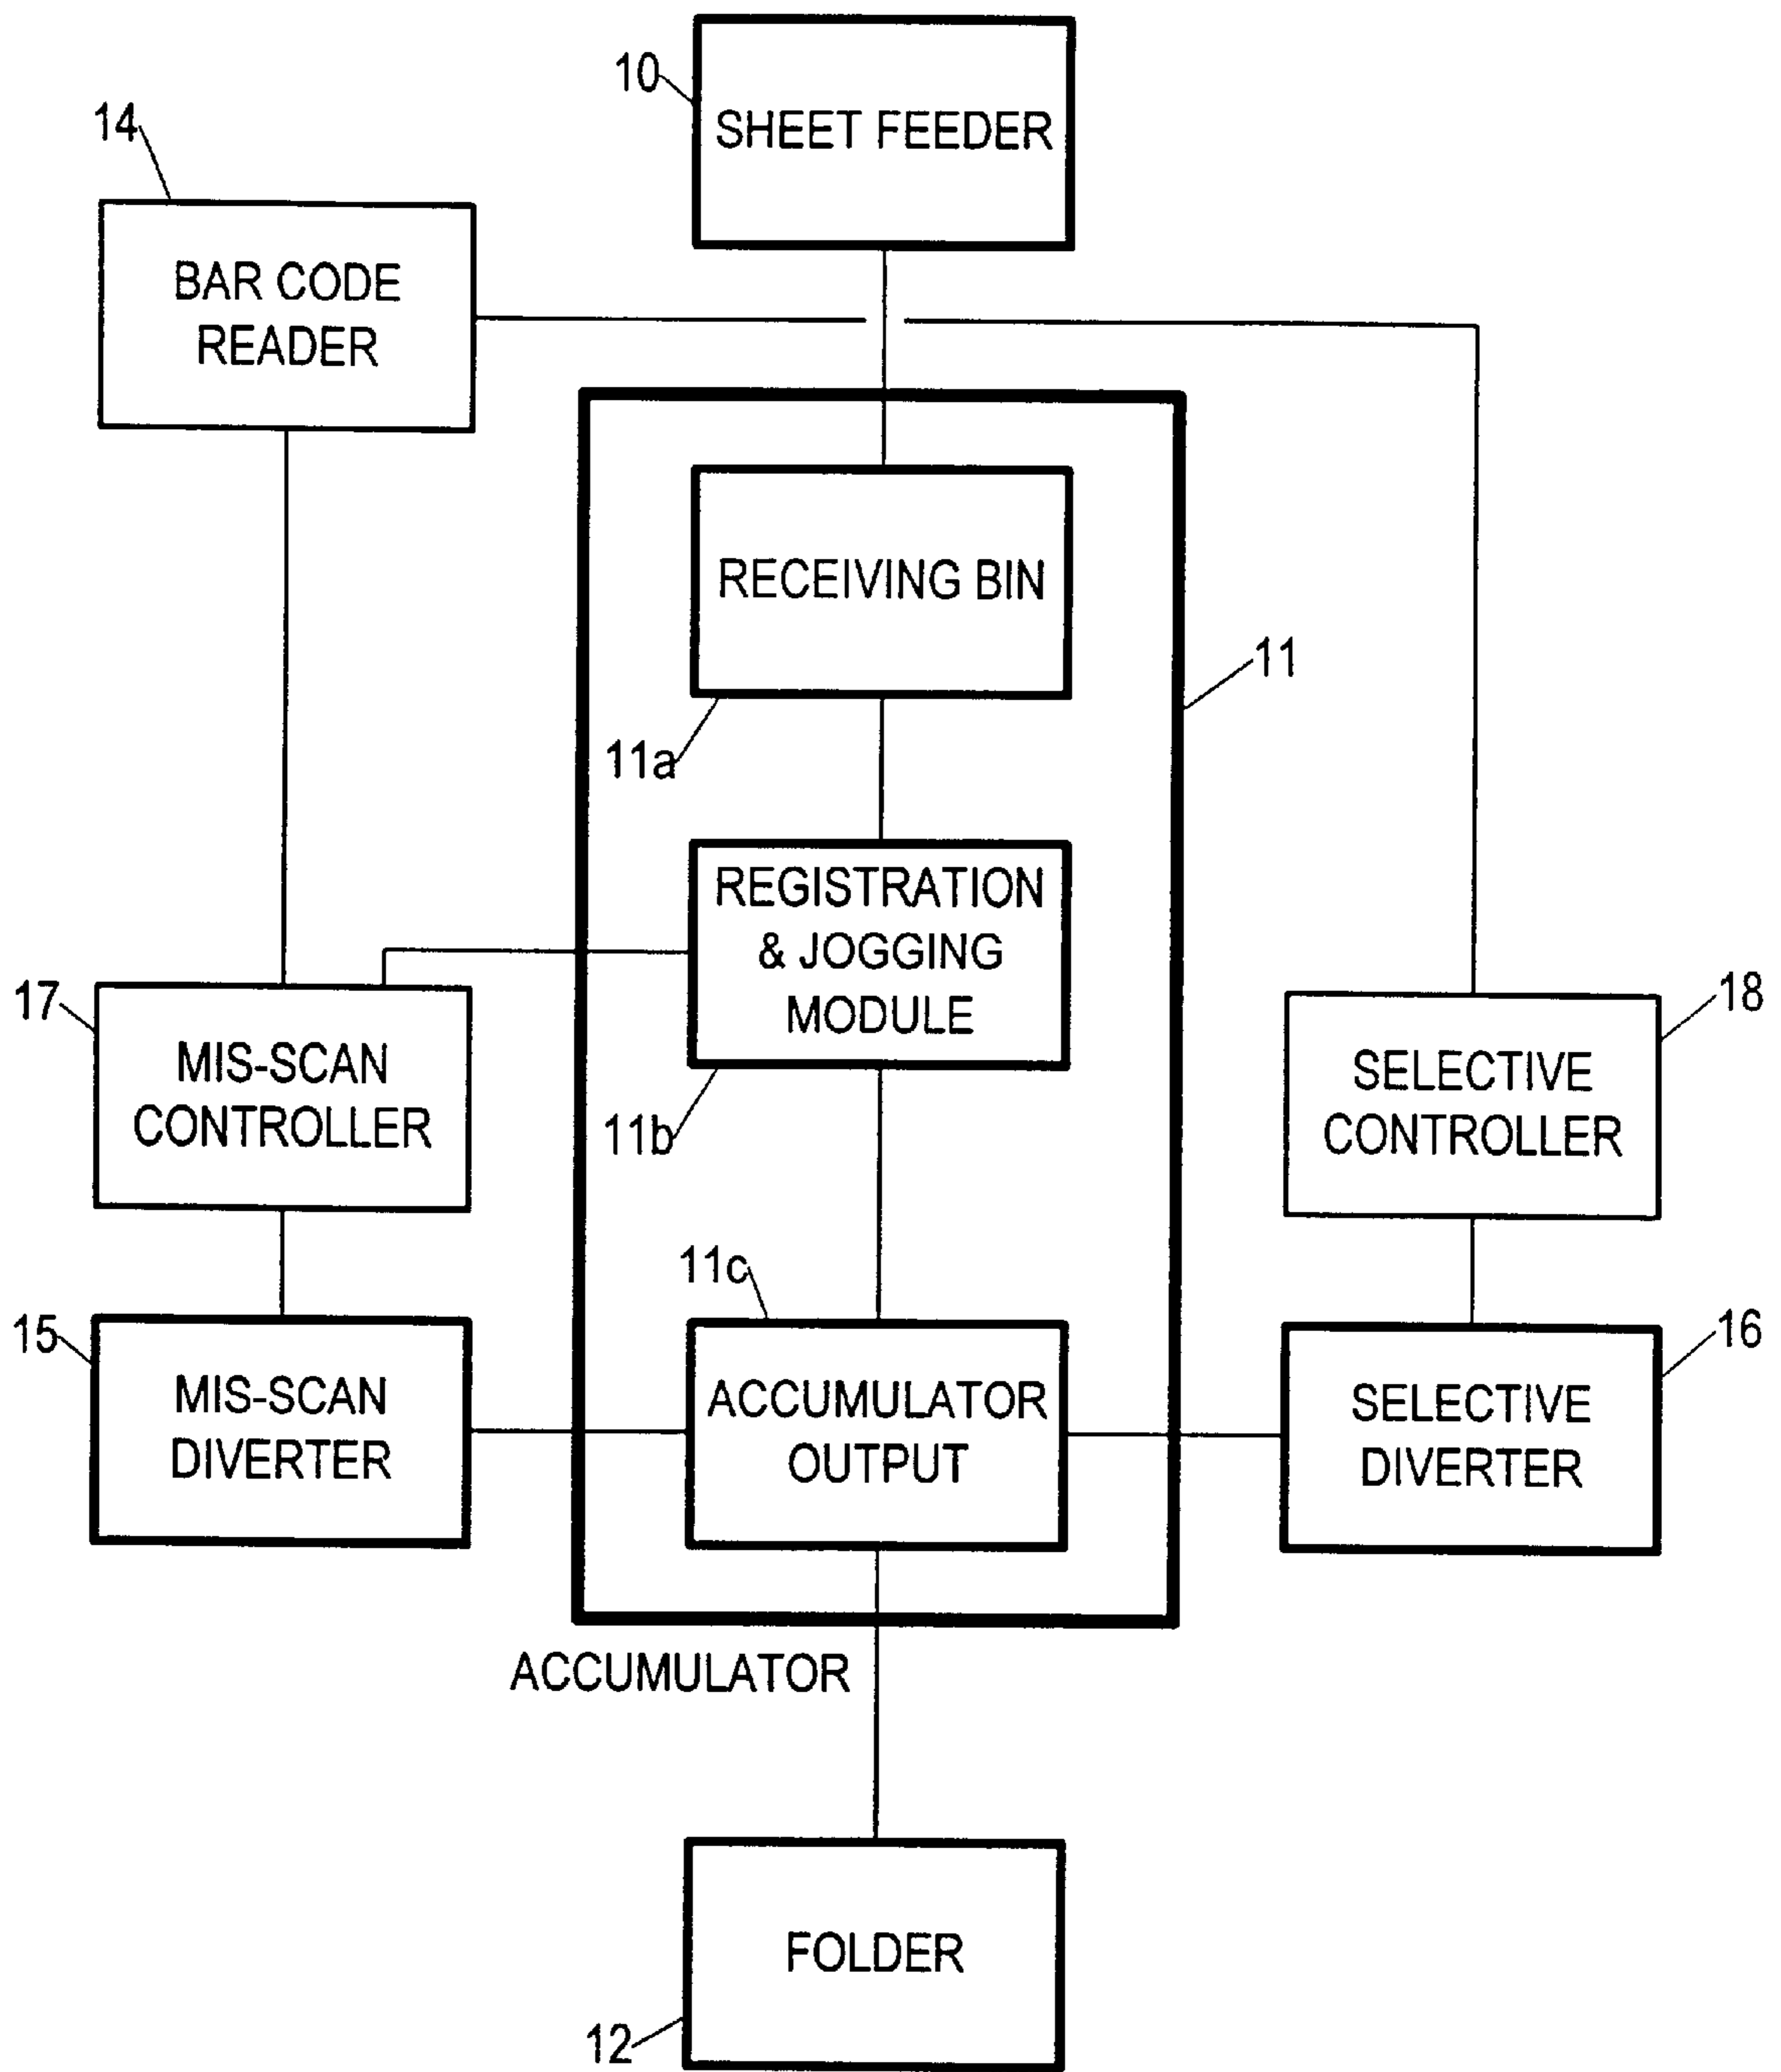 10
SHEET FEEDER
14
BAR CODE
READER
RECEIVING BIN
11
11a
REGISTRATION
& JOGGING
MODULE
11b
17
MIS-SCAN
CONTROLLER
18
SELECTIVE
CONTROLLER
11c
15
MIS-SCAN
DIVERTER
ACCUMULATOR
OUTPUT
16
SELECTIVE
DIVERTER
ACCUMULATOR
FOLDER
12